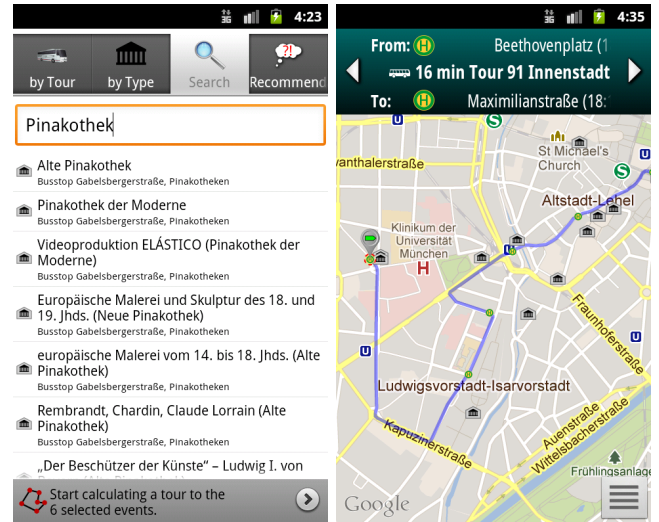 3G
4:23
by Tour
by Type
Search
?!
Recommend
Pinakothek
Alte Pinakothek
Busstop Gabelsbergerstraße, Pinakotheken
Pinakothek der Moderne
Busstop Gabelsbergerstraße, Pinakotheken
Videoproduktion ELÁSTICO (Pinakothek der
Moderne)
Busstop Gabelsbergerstraße, Pinakotheken
Europäische Malerei und Skulptur des 18. und
19. Jhds. (Neue Pinakothek)
Busstop Gabelsbergerstraße, Pinakotheken
europäische Malerei vom 14. bis 18. Jhds. (Alte
Pinakothek)
Busstop Gabelsbergerstraße, Pinakotheken
Rembrandt, Chardin, Claude Lorrain (Alte
Pinakothek)
Busstop Gabelsbergerstraße, Pinakotheken
„Der Beschützer der Künste“ – Ludwig I. von
Start calculating a tour to the
6 selected events.
3G
4:35
From: H Beethovenplatz (1
16 min Tour 91 Innenstadt
To: H Maximilianstraße (18:
U
S
St Michael's
Church
U
S
vanthalerstraße
Altstadt-Lehel
Klinikum der
Universität
München
H
U
Fraunhoferstraße
U
U
Ludwigsvorstadt-Isarvorstadt
Kapuzinerstraße
Auenstraße
Wittelsbacherstraße
Frühlingsanlage
Google